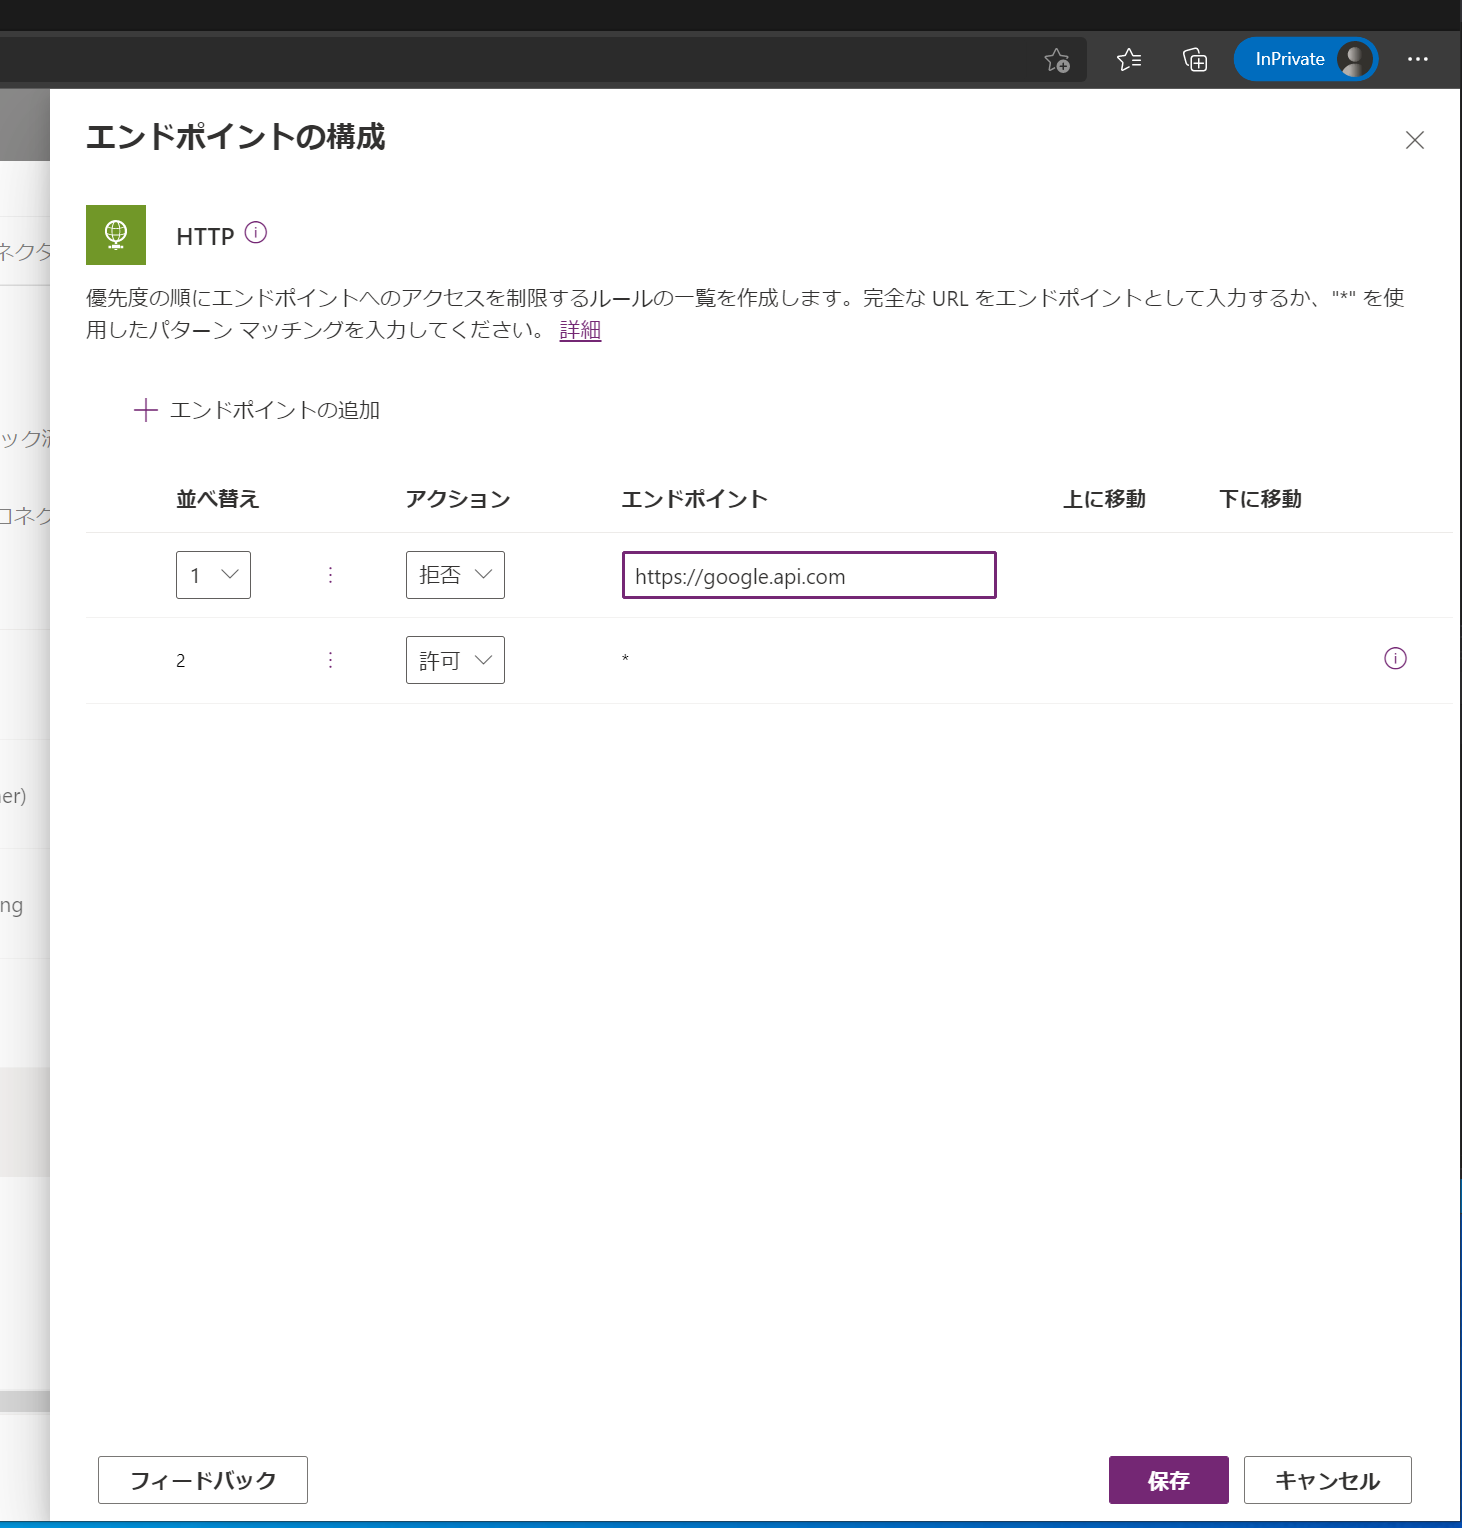 InPrivate
エンドポイントの構成
HTTP
優先度の順にエンドポイントへのアクセスを制限するルールの一覧を作成します。完全な URL をエンドポイントとして入力するか、"*" を使
用したパターン マッチングを入力してください。 詳細
エンドポイントの追加
並べ替え アクション エンドポイント 上に移動 下に移動
1 拒否 https://google.api.com
2 許可 *
フィードバック 保存 キャンセル
ネクタ
ック
コネク
er)
ng